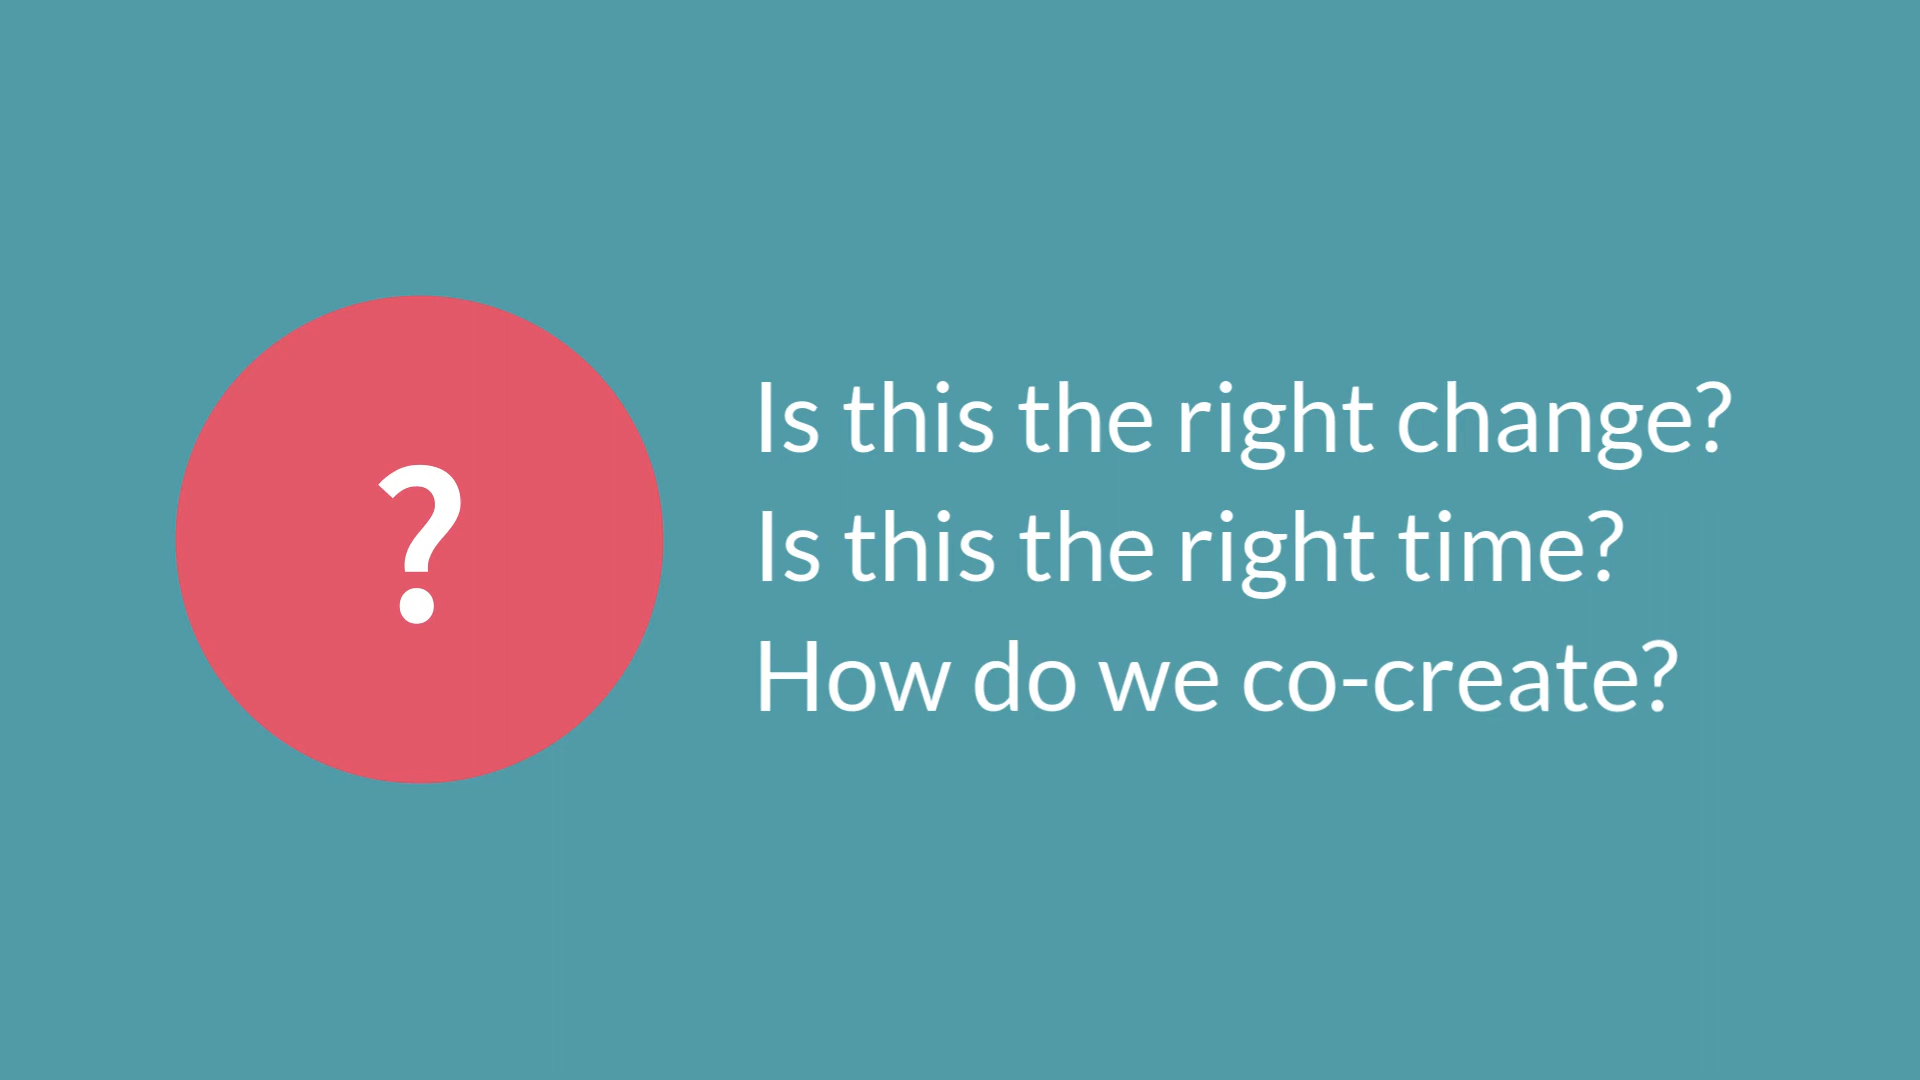 ?
Is this the right change?
Is this the right time?
How do we co-create?